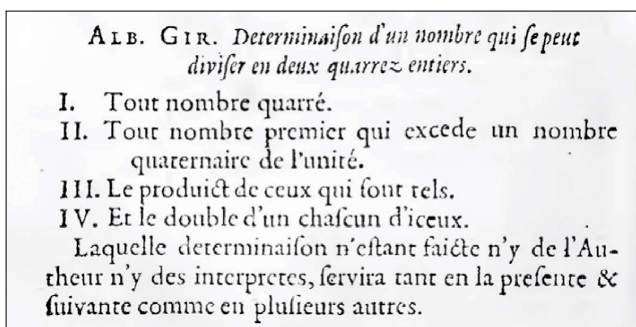 ALB. GIR. Determinaiſon d'un nombre qui ſe peut
diviſer en deux quarrez entiers.
I. Tout nombre quarré.
II. Tout nombre premier qui excede un nombre
quaternaire de l'unité.
III. Le produict de ceux qui ſont tels.
IV. Et le double d'un chaſcun d'iceux.
Laquelle determinaiſon n'eſtant faicte n'y de l'Au-
theur n'y des interpretes, ſervira tant en la preſente &
ſuivante comme en pluſieurs autres.